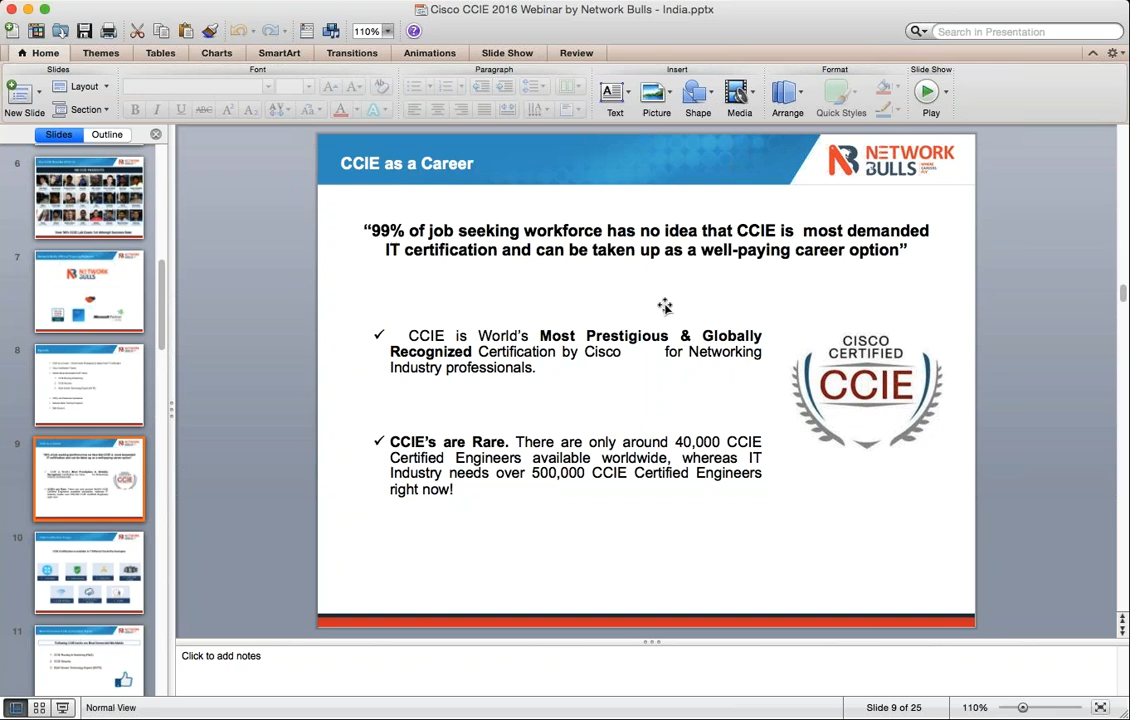 Cisco CCIE 2016 Webinar by Network Bulls - India.pptx
110%
Search in Presentation
Home Themes Tables Charts SmartArt Transitions Animations Slide Show Review
Slides Font Paragraph Insert Format Slide Show
New Slide Layout Section
Text Picture Shape Media Arrange Quick Styles Play
Slides Outline
6
7
8
9
10
11
CCIE as a Career
NETWORK
BULLS
“99% of job seeking workforce has no idea that CCIE is most demanded
IT certification and can be taken up as a well-paying career option”
✓ CCIE is World's Most Prestigious & Globally
Recognized Certification by Cisco for Networking
Industry professionals.
✓ CCIE's are Rare. There are only around 40,000 CCIE
Certified Engineers available worldwide, whereas IT
Industry needs over 500,000 CCIE Certified Engineers
right now!
CISCO
CERTIFIED
CCIE
Click to add notes
Normal View
Slide 9 of 25
110%